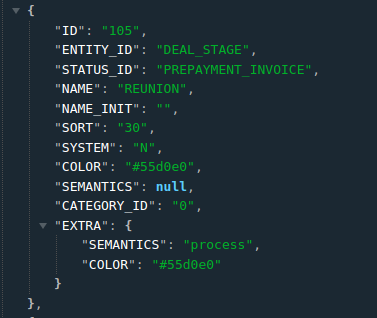 {
"ID": "105",
"ENTITY_ID": "DEAL_STAGE",
"STATUS_ID": "PREPAYMENT_INVOICE",
"NAME": "REUNION",
"NAME_INIT": "",
"SORT": "30",
"SYSTEM": "N",
"COLOR": "#55d0e0",
"SEMANTICS": null,
"CATEGORY_ID": "0",
"EXTRA": {
"SEMANTICS": "process",
"COLOR": "#55d0e0"
}
},